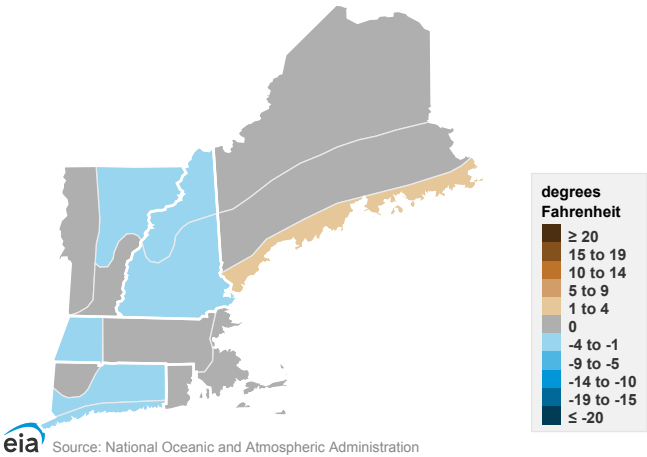 degrees
Fahrenheit
≥ 20
15 to 19
10 to 14
5 to 9
1 to 4
0
-4 to -1
-9 to -5
-14 to -10
-19 to -15
≤ -20
eia Source: National Oceanic and Atmospheric Administration